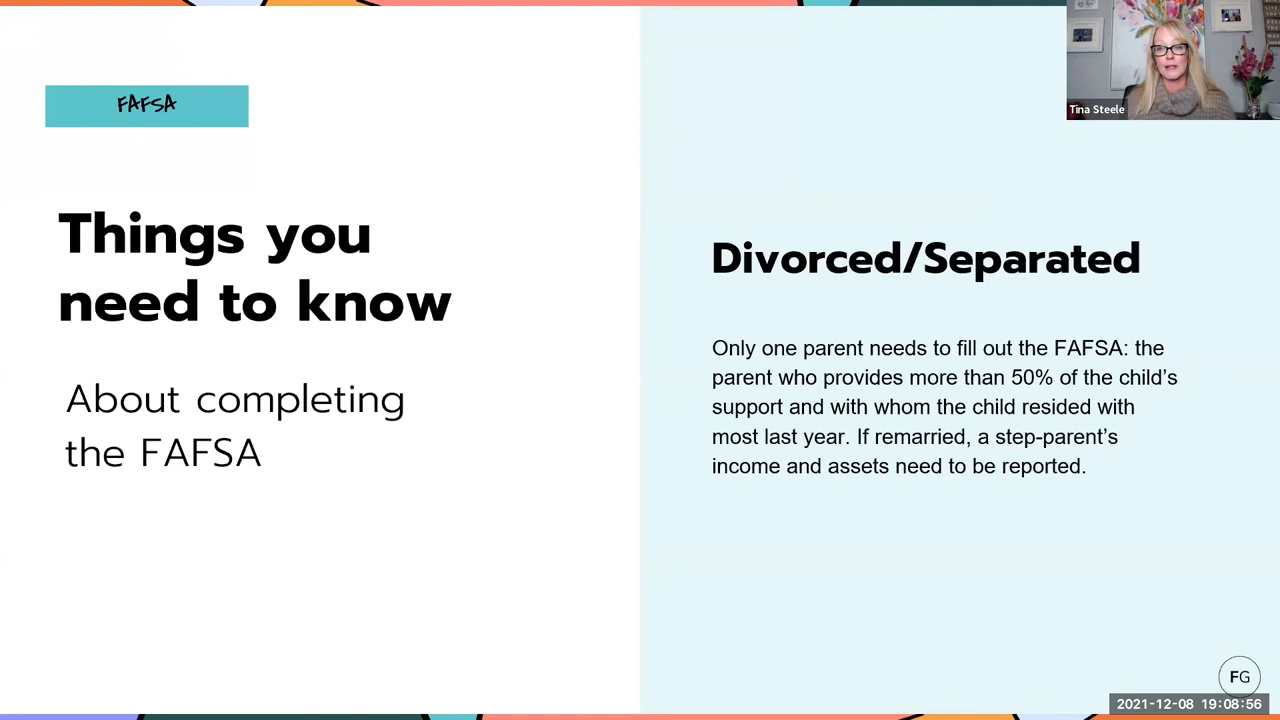 FAFSA
Things you
need to know
About completing
the FAFSA
Tina Steele
Divorced/Separated
Only one parent needs to fill out the FAFSA: the
parent who provides more than 50% of the child's
support and with whom the child resided with
most last year. If remarried, a step-parent's
income and assets need to be reported.
FG
2021-12-08 19:08:56